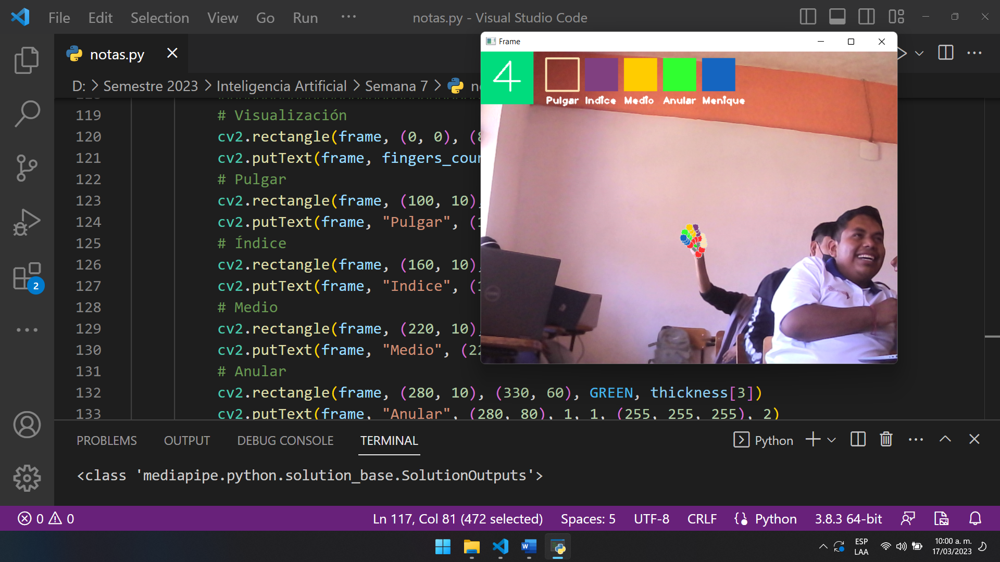 File Edit Selection View Go Run ··· notas.py - Visual Studio Code
notas.py
D: > Semestre 2023 > Inteligencia Artificial > Semana 7 >
119 # Visualización
120 cv2.rectangle(frame, (0, 0), (
121 cv2.putText(frame,
122 # Pulgar
123 cv2.rectangle(frame, (100, 10)
124 cv2.putText(frame, "Pulgar", (
125 # Índice
126 cv2.rectangle(frame, (160, 10)
127 cv2.putText(frame, "Indice", (
128 # Medio
129 cv2.rectangle(frame, (220, 10)
130 cv2.putText(frame, "Medio", (22
131 # Anular
132 cv2.rectangle(frame, (280, 10), (330, 60), GREEN, thickness[3])
133 cv2.putText(frame, "Anular", (280, 80), 1, 1, (255, 255, 255), 2)
Frame
4
Pulgar Indice Medio Anular Menique
2
PROBLEMS OUTPUT DEBUG CONSOLE TERMINAL Python
<class 'mediapipe.python.solution_base.SolutionOutputs'>
0 0 Ln 117, Col 81 (472 selected) Spaces: 5 UTF-8 CRLF Python 3.8.3 64-bit
ESP 10:00 a. m.
LAA 17/03/2023